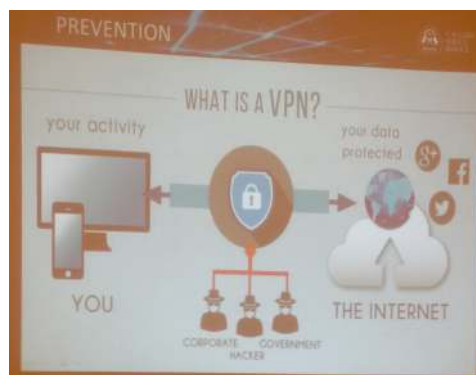 PREVENTION
WHAT IS A VPN?
your activity
your data
protected
g+
f
YOU
THE INTERNET
CORPORATE
HACKER
GOVERNMENT